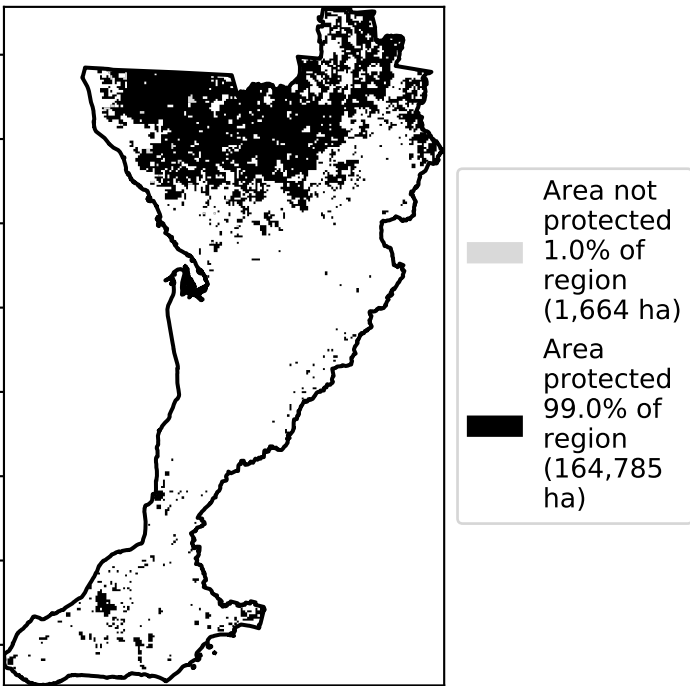 Area not
protected
1.0% of
region
(1,664 ha)
Area
protected
99.0% of
region
(164,785
ha)